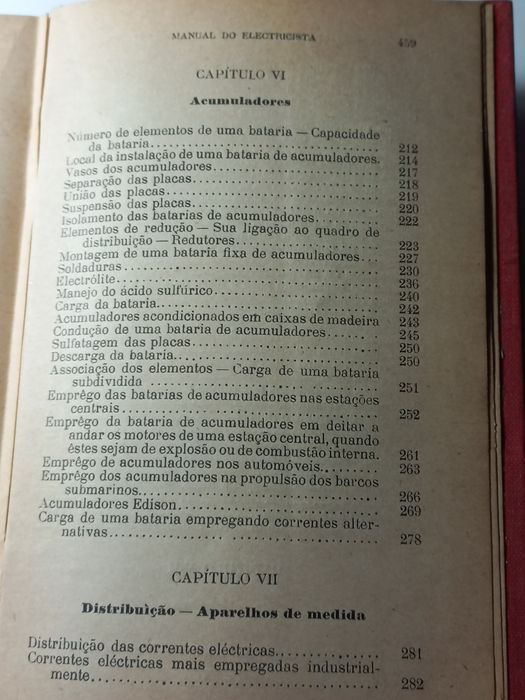 MANUAL DO ELECTRICISTA 459
CAPÍTULO VI
Acumuladores
Número de elementos de uma bataria — Capacidade
da bataria........................ 212
Local da instalação de uma bataria de acumuladores. 214
Vasos dos acumuladores........................ 217
Separação das placas........................ 218
União das placas........................ 219
Suspensão das placas........................ 220
Isolamento das batarias de acumuladores........... 222
Elementos de redução — Sua ligação ao quadro de
distribuição — Redutores........................ 223
Montagem de uma bataria fixa de acumuladores... 227
Soldaduras........................ 230
Electrólite........................ 236
Manejo do ácido sulfúrico........................ 240
Carga da bataria........................ 242
Acumuladores acondicionados em caixas de madeira 243
Condução de uma bataria de acumuladores....... 245
Sulfatagem das placas........................ 250
Descarga da bataria........................ 250
Associação dos elementos — Carga de uma bataria
subdividida ........................ 251
Emprêgo das batarias de acumuladores nas estações
centrais........................ 252
Emprêgo da bataria de acumuladores em deitar a
andar os motores de uma estação central, quando
êstes sejam de explosão ou de combustão interna. 261
Emprêgo de acumuladores nos automóveis......... 263
Emprêgo dos acumuladores na propulsão dos barcos
submarinos........................ 266
Acumuladores Edison........................ 269
Carga de uma bataria empregando correntes alter-
nativas........................ 278
CAPÍTULO VII
Distribuïção — Aparelhos de medida
Distribuição das correntes eléctricas............... 281
Correntes eléctricas mais empregadas industrial-
mente........................ 282